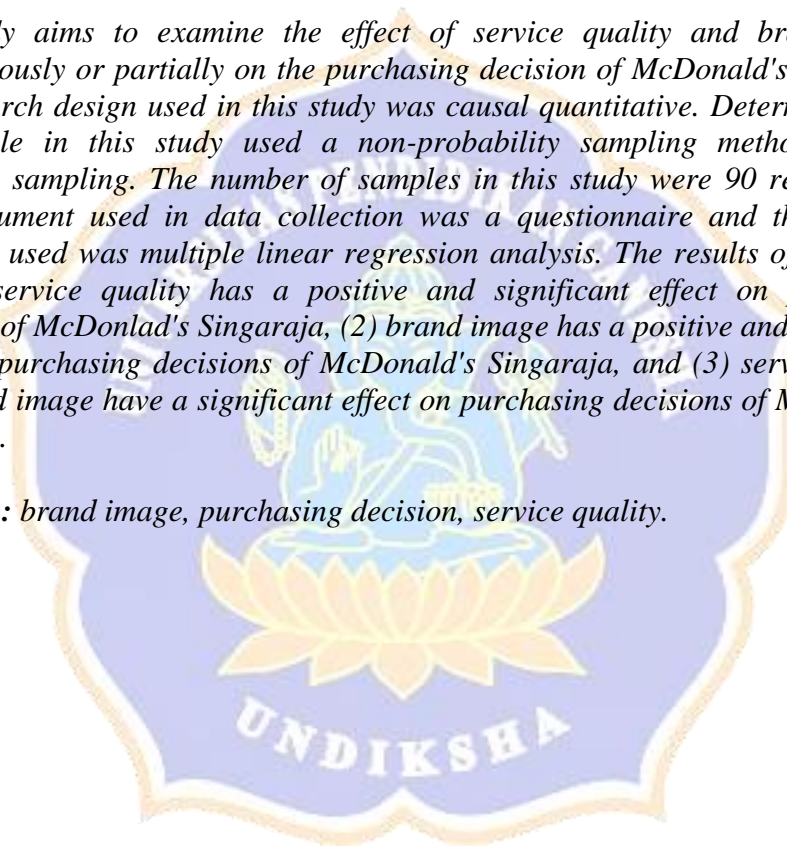 ly aims to examine the effect of service quality and bra
ously or partially on the purchasing decision of McDonald's
rch design used in this study was causal quantitative. Determ
le in this study used a non-probability sampling metho
sampling. The number of samples in this study were 90 re
ument used in data collection was a questionnaire and th
used was multiple linear regression analysis. The results of
service quality has a positive and significant effect on p
of McDonlad's Singaraja, (2) brand image has a positive and
purchasing decisions of McDonald's Singaraja, and (3) serv
d image have a significant effect on purchasing decisions of M
.
: brand image, purchasing decision, service quality.
UNDIKSHA